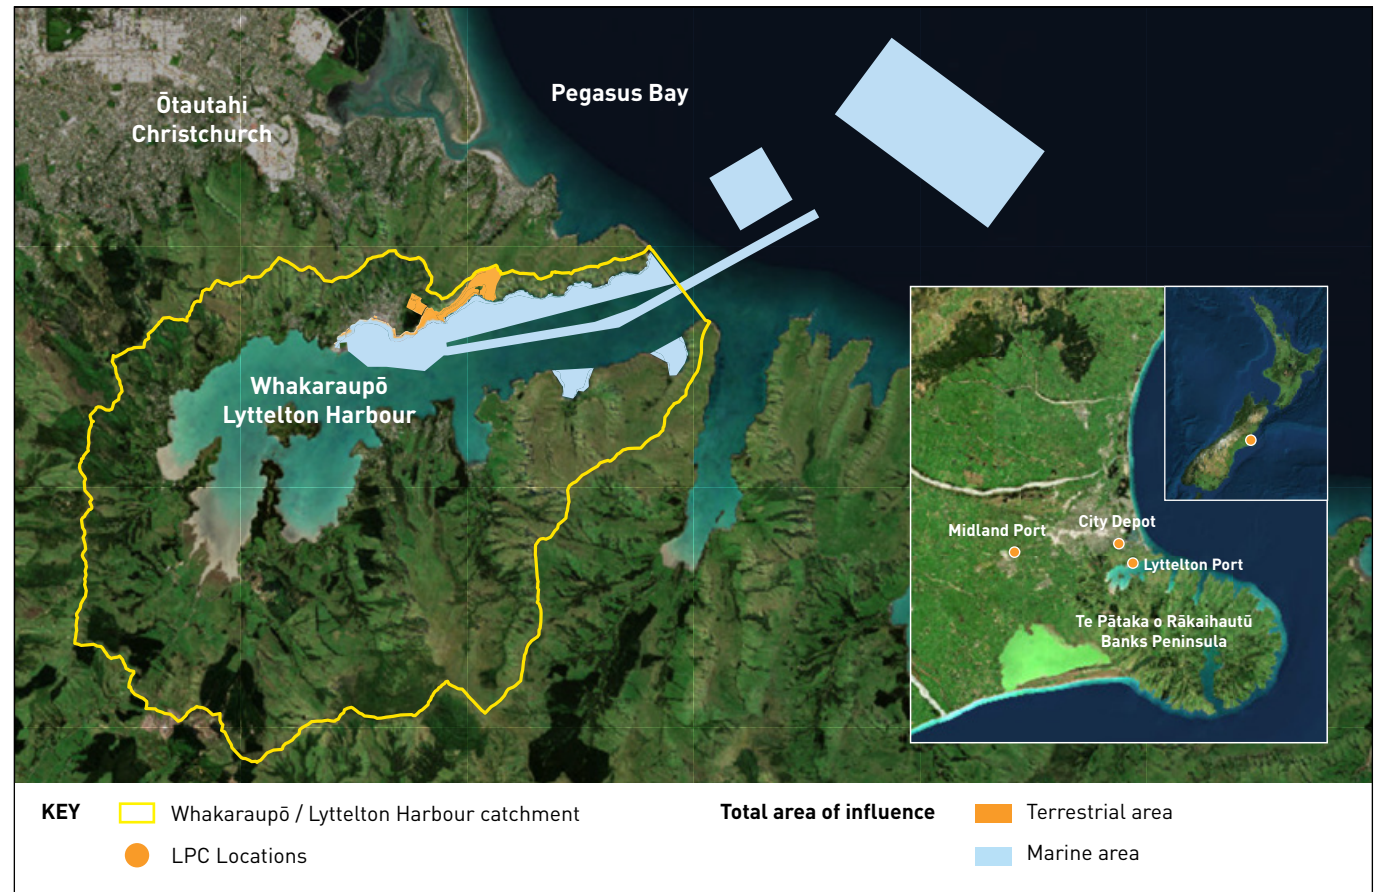 Ōtautahi
Christchurch
Pegasus Bay
Whakaraupō
Lyttelton Harbour
Midland Port
City Depot
Lyttelton Port
Te Pātaka o Rākaihautū
Banks Peninsula
KEY
Whakaraupō / Lyttelton Harbour catchment
LPC Locations
Total area of influence
Terrestrial area
Marine area